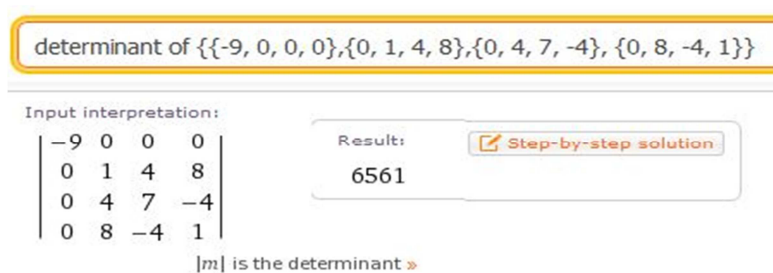 determinant of {{-9, 0, 0, 0},{0, 1, 4, 8},{0, 4, 7, -4}, {0, 8, -4, 1}}
Input interpretation:
| −9 0 0 0 |
| 0 1 4 8 |
| 0 4 7 −4 |
| 0 8 −4 1 |
|m| is the determinant »
Result:
6561
Step-by-step solution